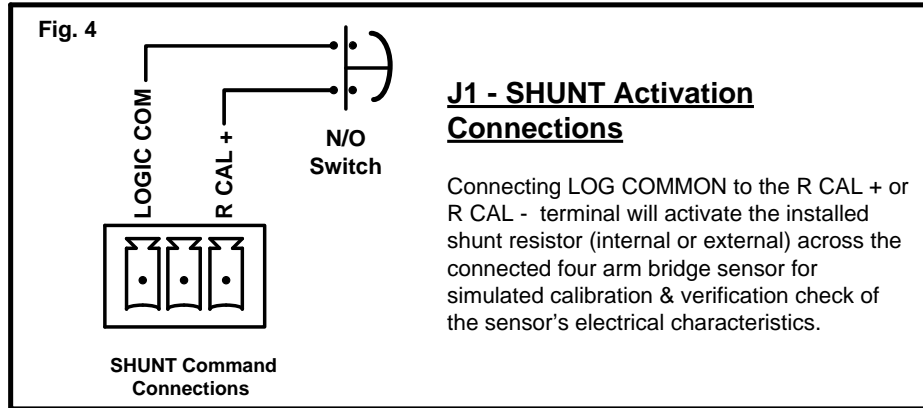 Fig. 4
LOGIC COM
R CAL +
N/O
Switch
SHUNT Command
Connections
J1 - SHUNT Activation
Connections
Connecting LOG COMMON to the R CAL + or
R CAL - terminal will activate the installed
shunt resistor (internal or external) across the
connected four arm bridge sensor for
simulated calibration & verification check of
the sensor's electrical characteristics.